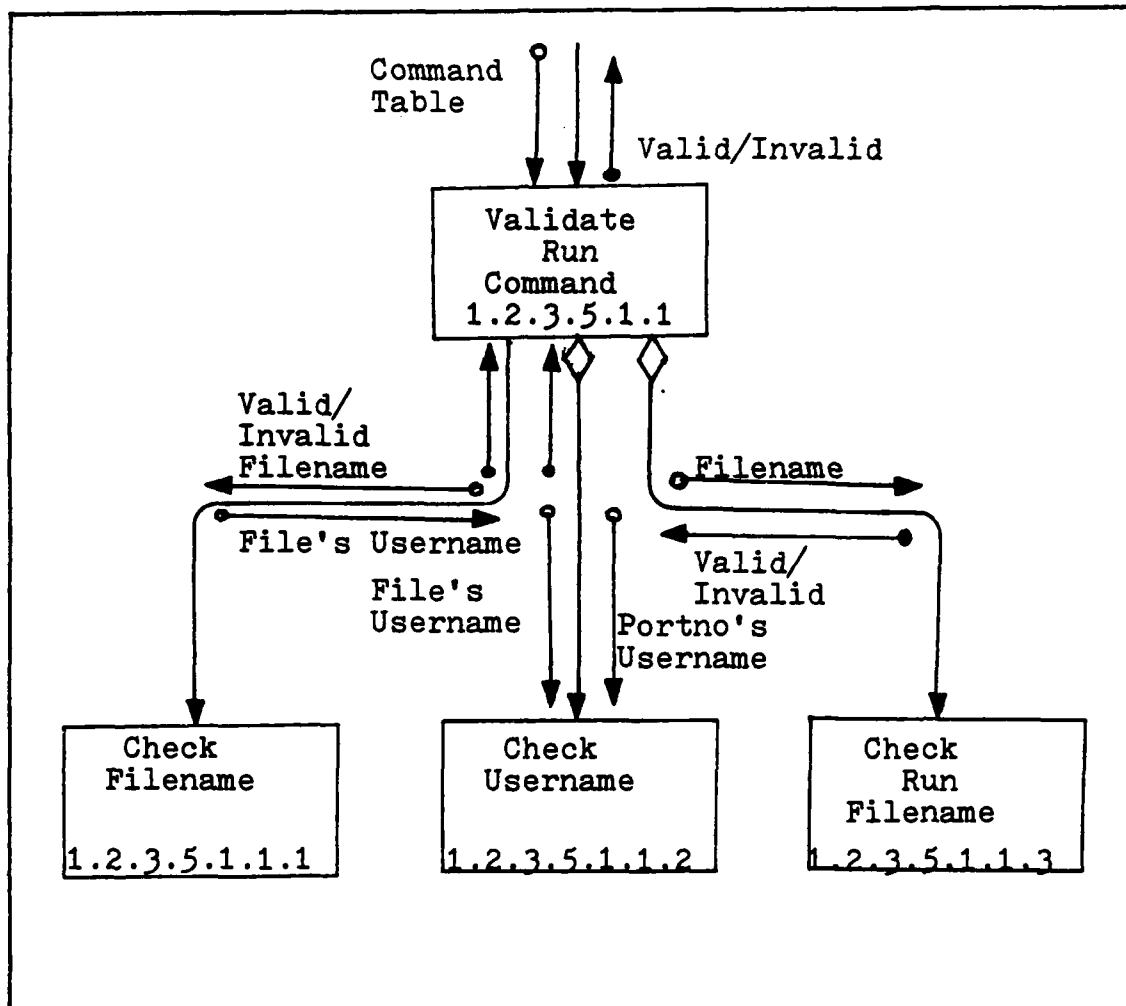 Command
Table
Valid/Invalid
Validate
Run
Command
1.2.3.5.1.1
Valid/
Invalid
Filename
Filename
File's Username
Valid/
Invalid
File's
Username
Portno's
Username
Check
Filename
1.2.3.5.1.1.1
Check
Username
1.2.3.5.1.1.2
Check
Run
Filename
1.2.3.5.1.1.3